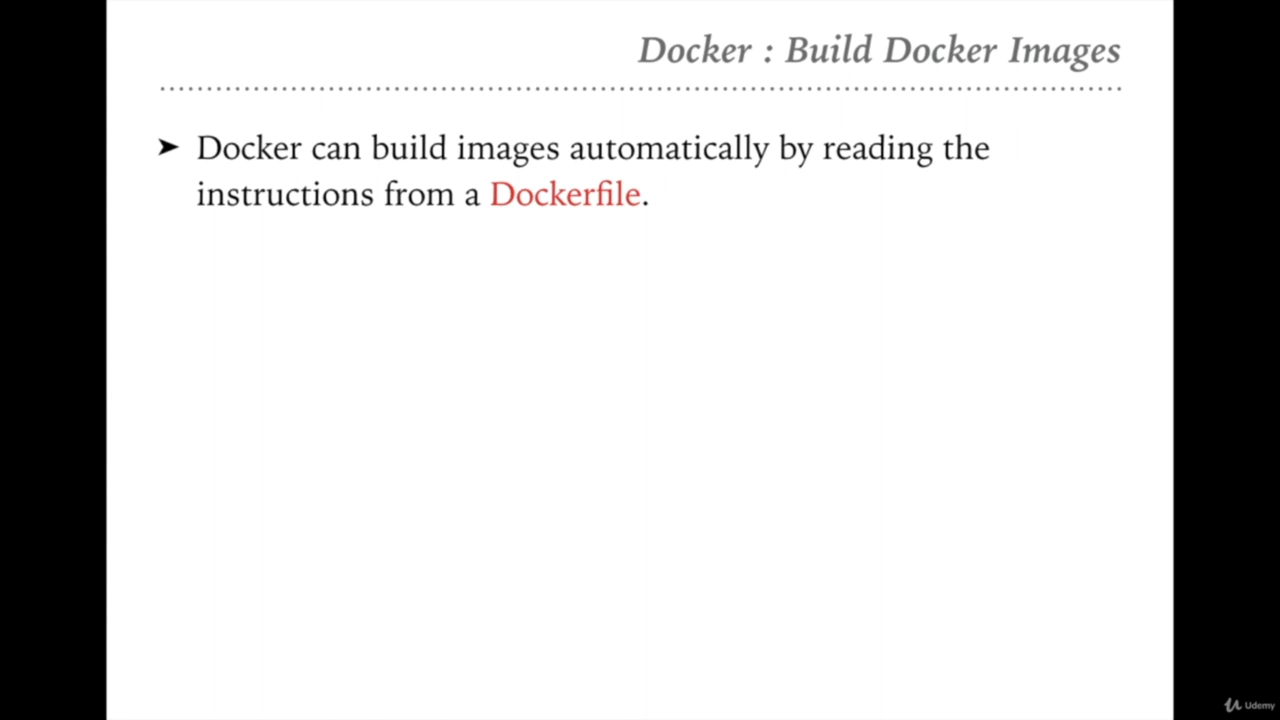 Docker : Build Docker Images
➤ Docker can build images automatically by reading the
instructions from a Dockerfile.
Udemy